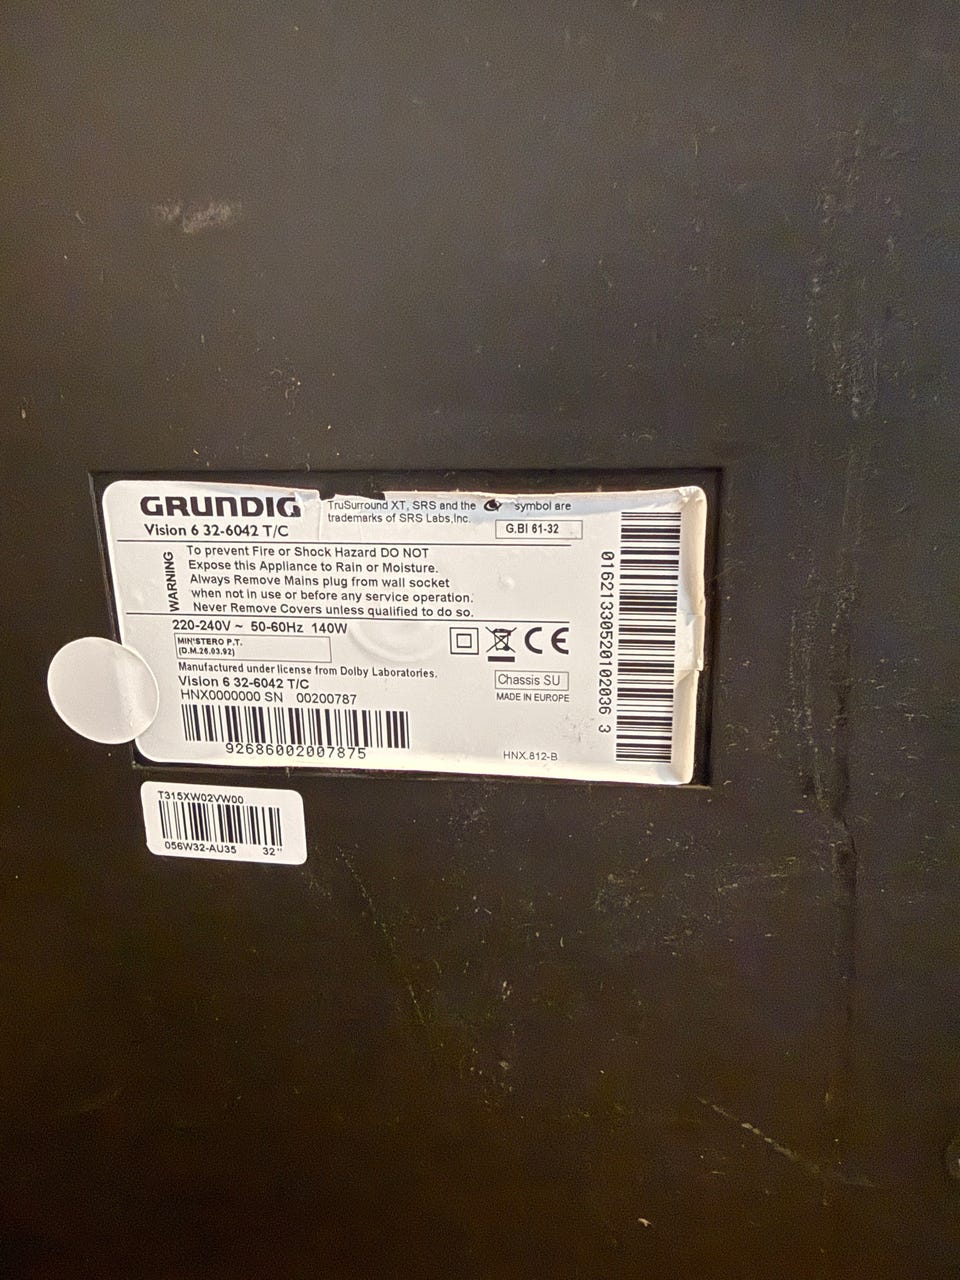 GRUNDIG
Vision 6 32-6042 T/C
TruSurround XT, SRS and the symbol are
trademarks of SRS Labs,Inc.
G.BI 61-32
WARNING
To prevent Fire or Shock Hazard DO NOT
Expose this Appliance to Rain or Moisture.
Always Remove Mains plug from wall socket
when not in use or before any service operation.
Never Remove Covers unless qualified to do so.
220-240V ~ 50-60Hz 140W
MIN'STERO P.T.
(D.M.26.03.92)
CE
Manufactured under license from Dolby Laboratories.
Vision 6 32-6042 T/C
HNX0000000 SN 00200787
92686002007875
Chassis SU
MADE IN EUROPE
HNX.812-B
0162133052010203​6 3
T315XW02VW00
056W32-AU35 32"